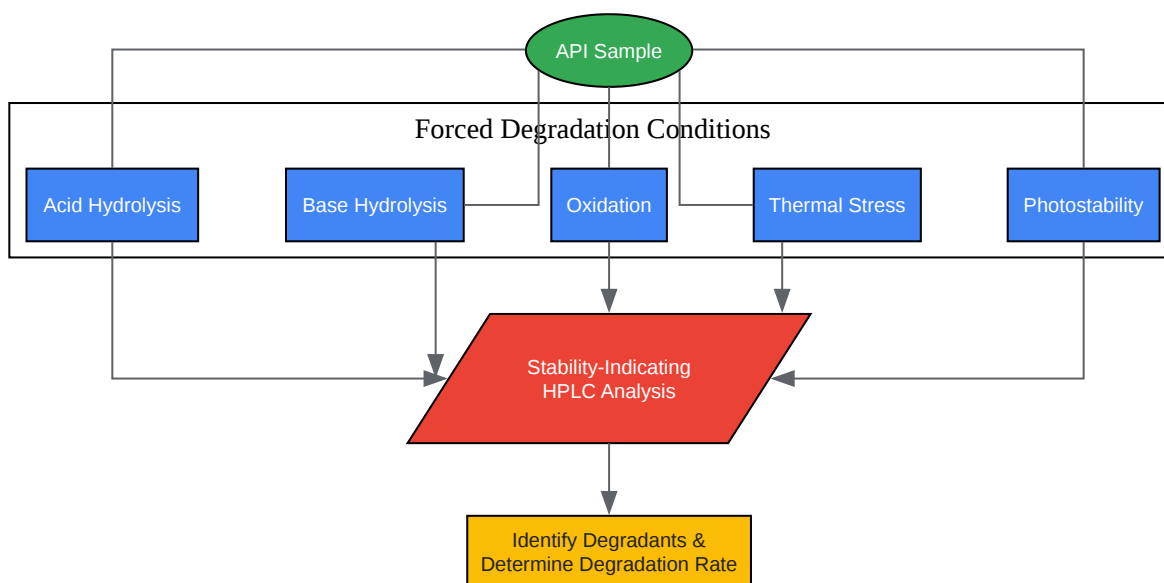 API Sample
Forced Degradation Conditions
Acid Hydrolysis
Base Hydrolysis
Oxidation
Thermal Stress
Photostability
Stability-Indicating
HPLC Analysis
Identify Degradants &
Determine Degradation Rate